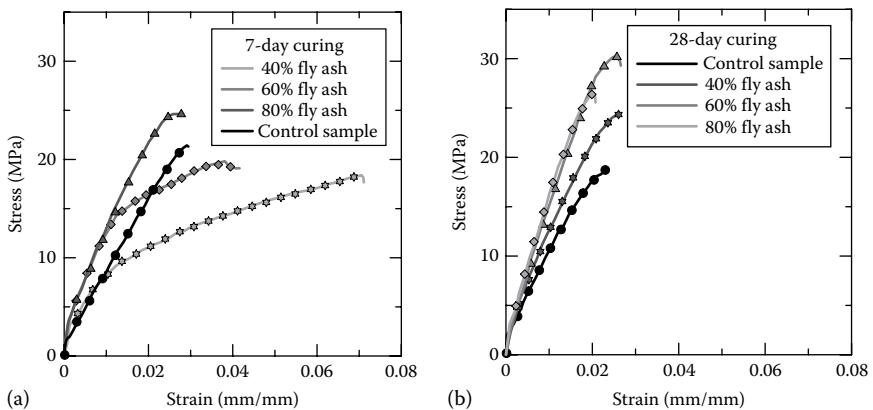 7-day curing
40% fly ash
60% fly ash
80% fly ash
Control sample
Stress (MPa)
30
20
10
0
0
0.02
0.04
0.06
0.08
(a)
Strain (mm/mm)
28-day curing
Control sample
40% fly ash
60% fly ash
80% fly ash
Stress (MPa)
30
20
10
0
0
0.02
0.04
0.06
0.08
(b)
Strain (mm/mm)